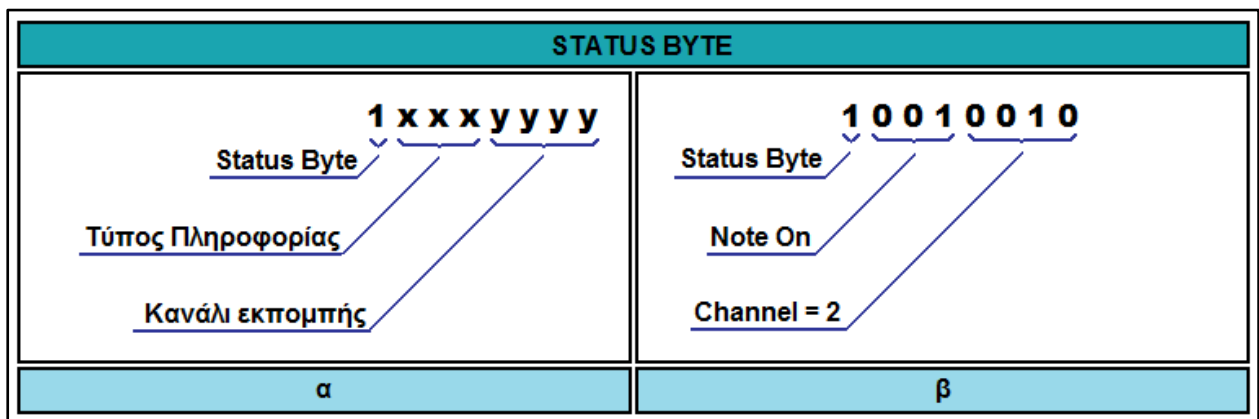 STATUS BYTE
1 x x x y y y y
Status Byte
Τύπος Πληροφορίας
Κανάλι εκπομπής
α
1 0 0 1 0 0 1 0
Status Byte
Note On
Channel = 2
β